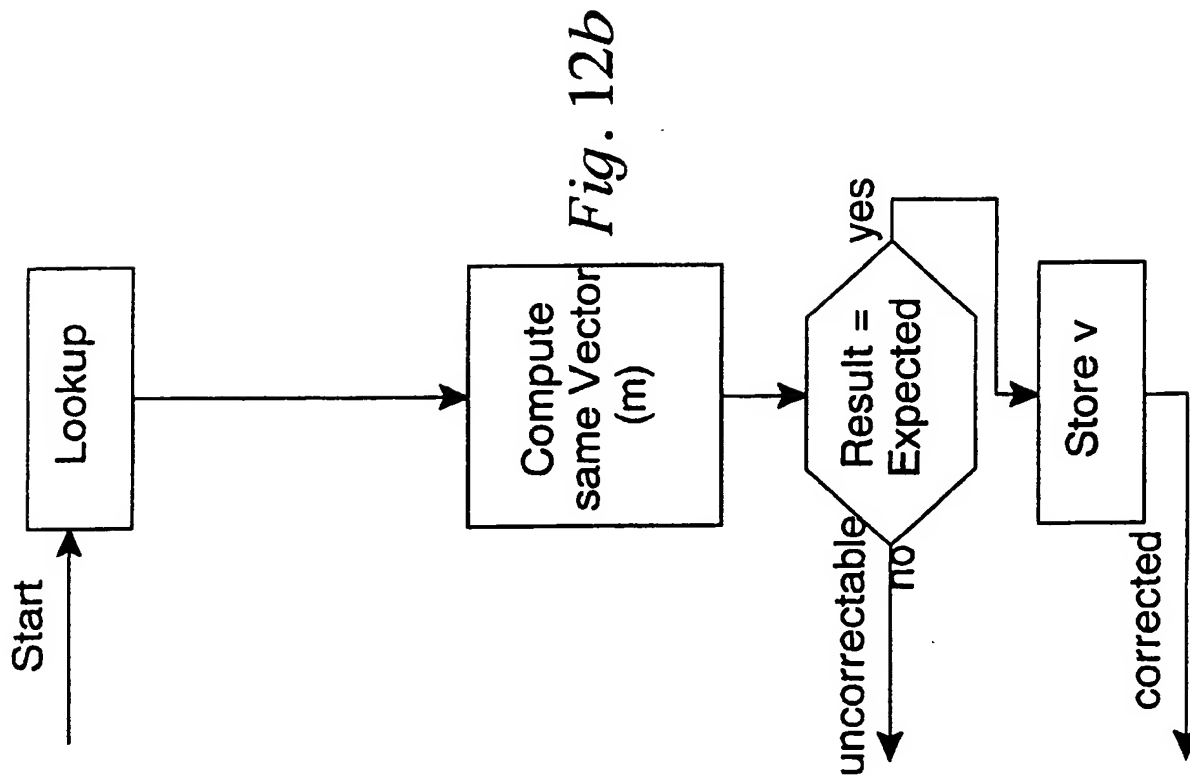 Start
Lookup
Compute
same Vector
(m)
Fig. 12b
Result =
Expected
yes
uncorrectable
no
Store v
corrected